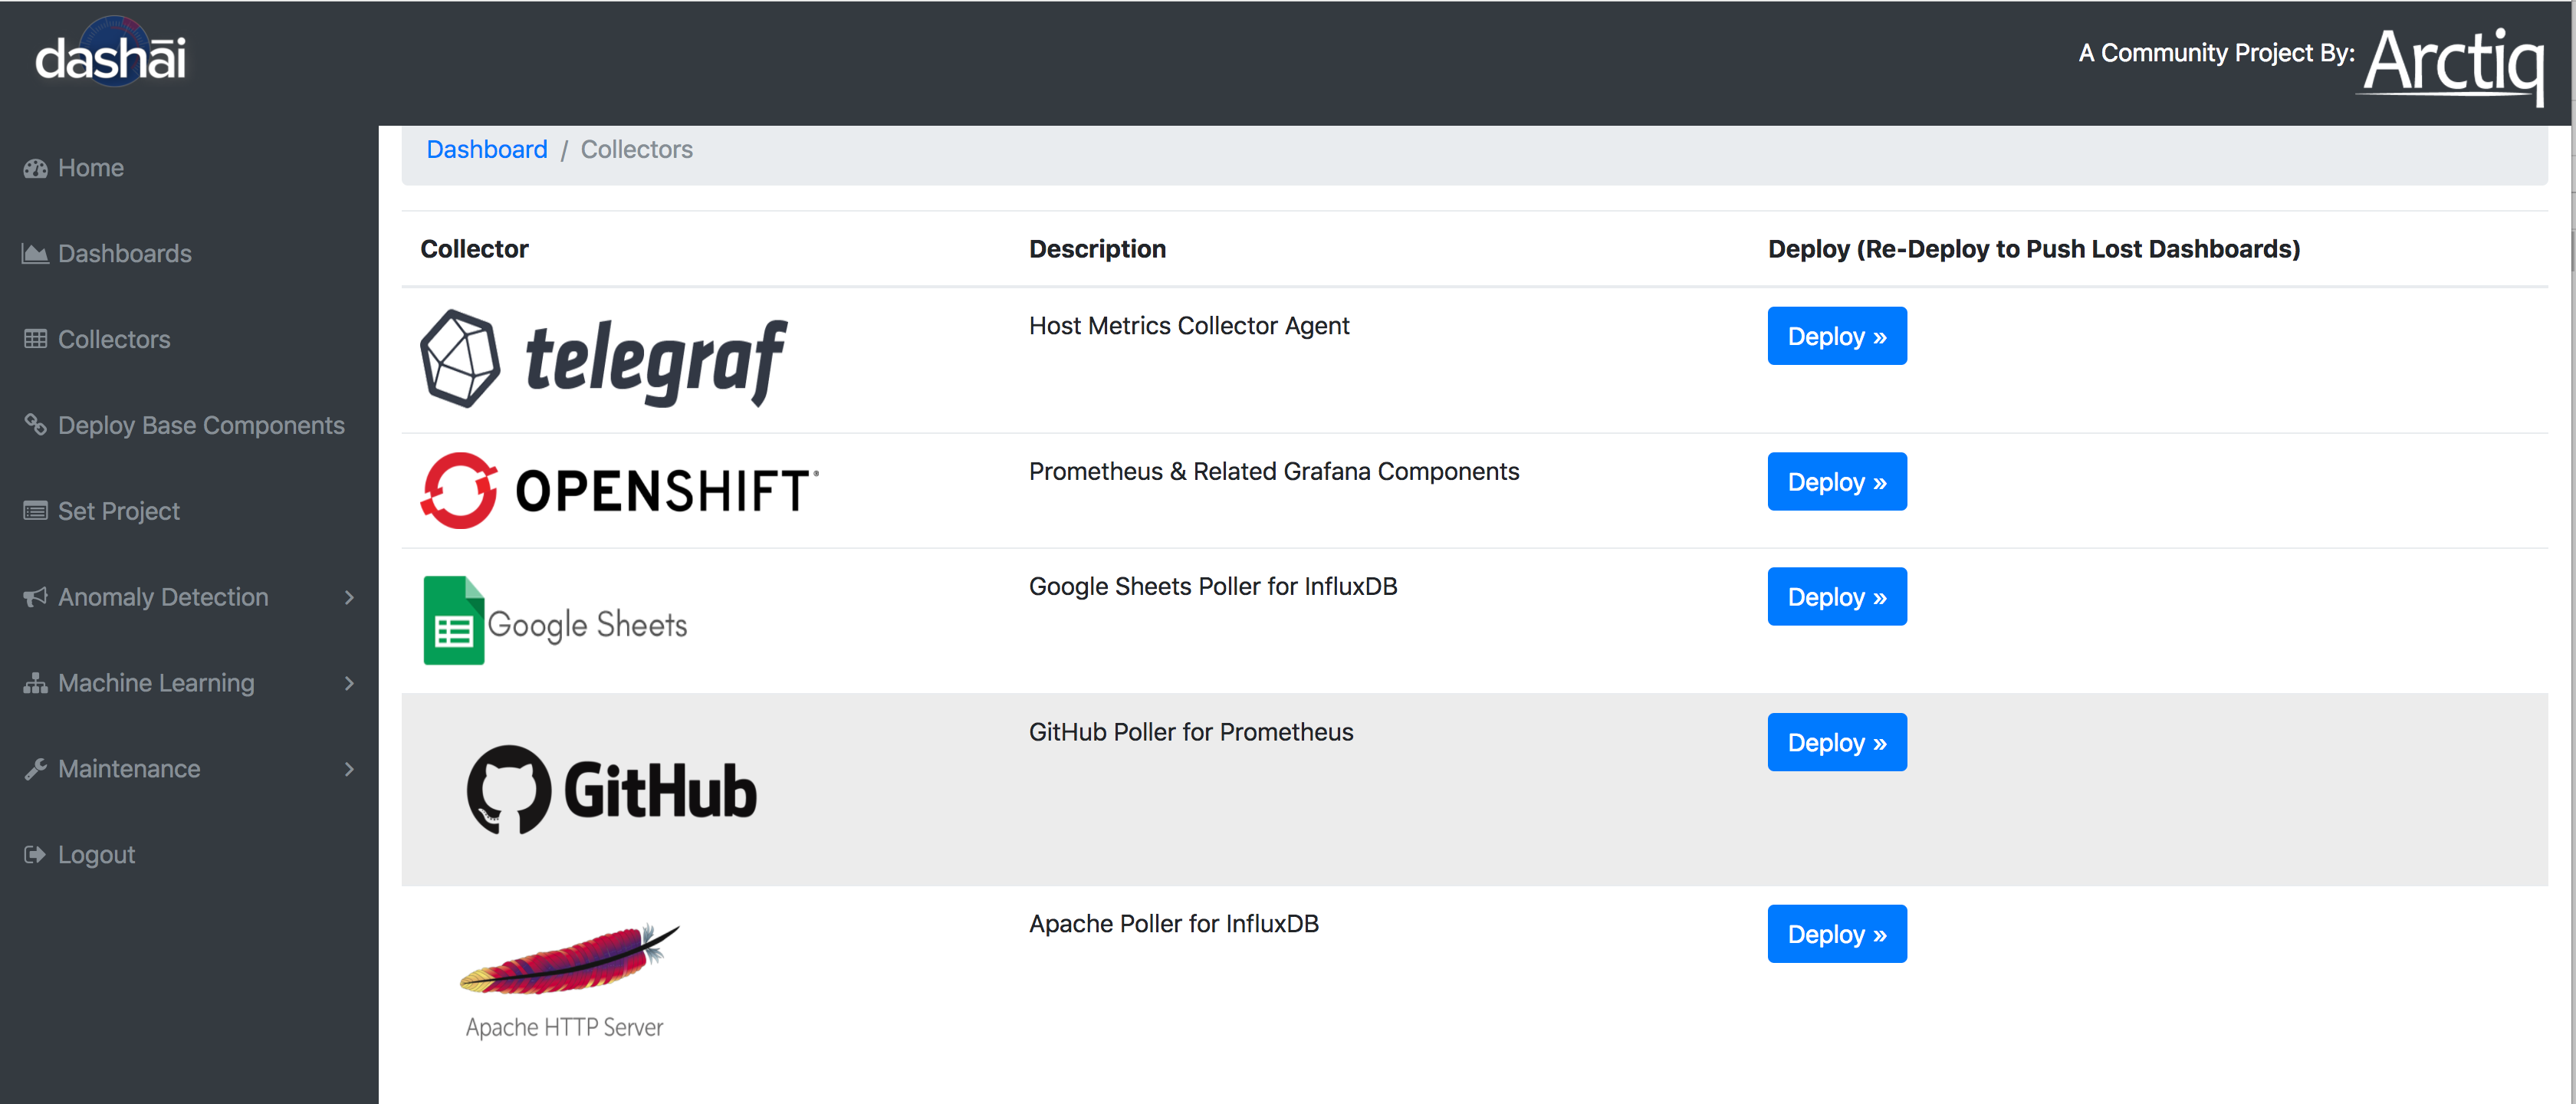 dashāi
A Community Project By: Arctiq
Home
Dashboards
Collectors
Deploy Base Components
Set Project
Anomaly Detection
Machine Learning
Maintenance
Logout
Dashboard / Collectors
Collector Description Deploy (Re-Deploy to Push Lost Dashboards)
telegraf Host Metrics Collector Agent Deploy »
OPENSHIFT® Prometheus & Related Grafana Components Deploy »
Google Sheets Google Sheets Poller for InfluxDB Deploy »
GitHub GitHub Poller for Prometheus Deploy »
Apache Poller for InfluxDB Deploy »
Apache HTTP Server